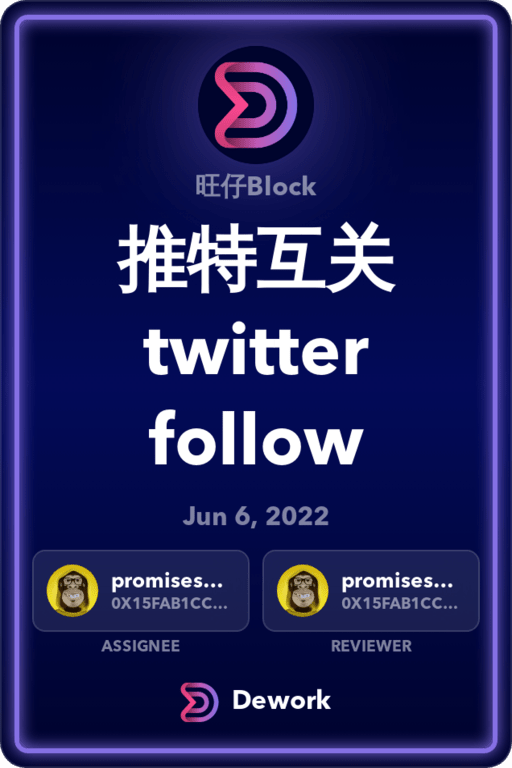 旺仔Block
推特互关
twitter
follow
Jun 6, 2022
promises...
0X15FAB1CC...
promises...
0X15FAB1CC...
ASSIGNEE
REVIEWER
Dework